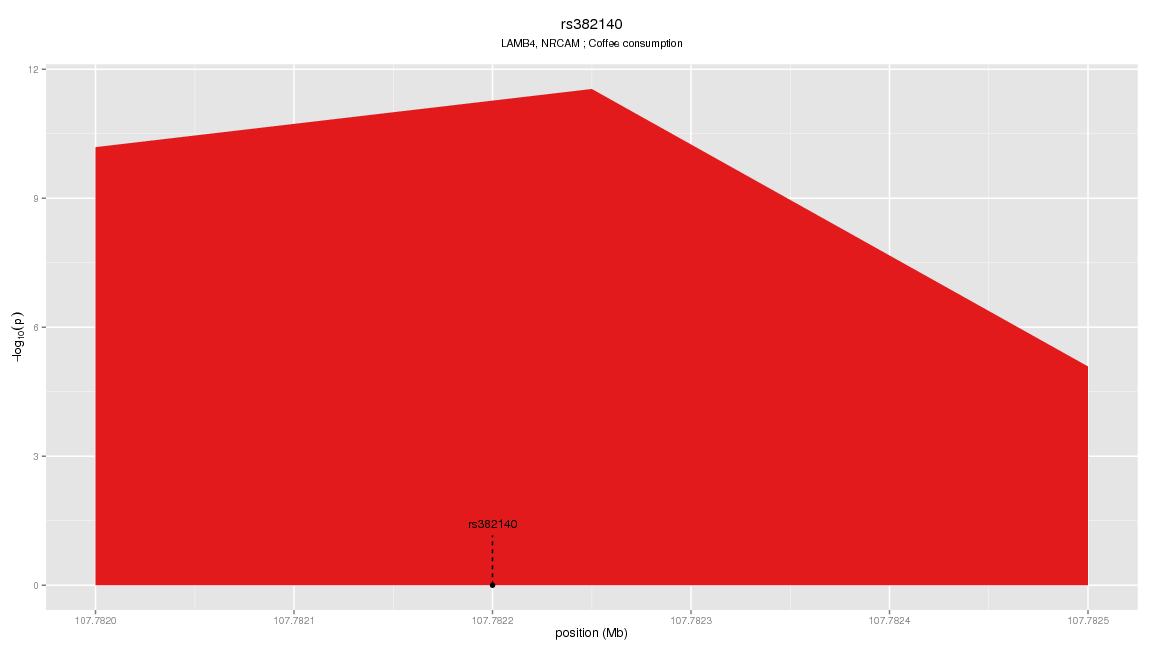 rs382140
LAMB4, NRCAM ; Coffee consumption
12
9
6
3
0
−log10(p)
rs382140
107.7820 107.7821 107.7822 107.7823 107.7824 107.7825
position (Mb)